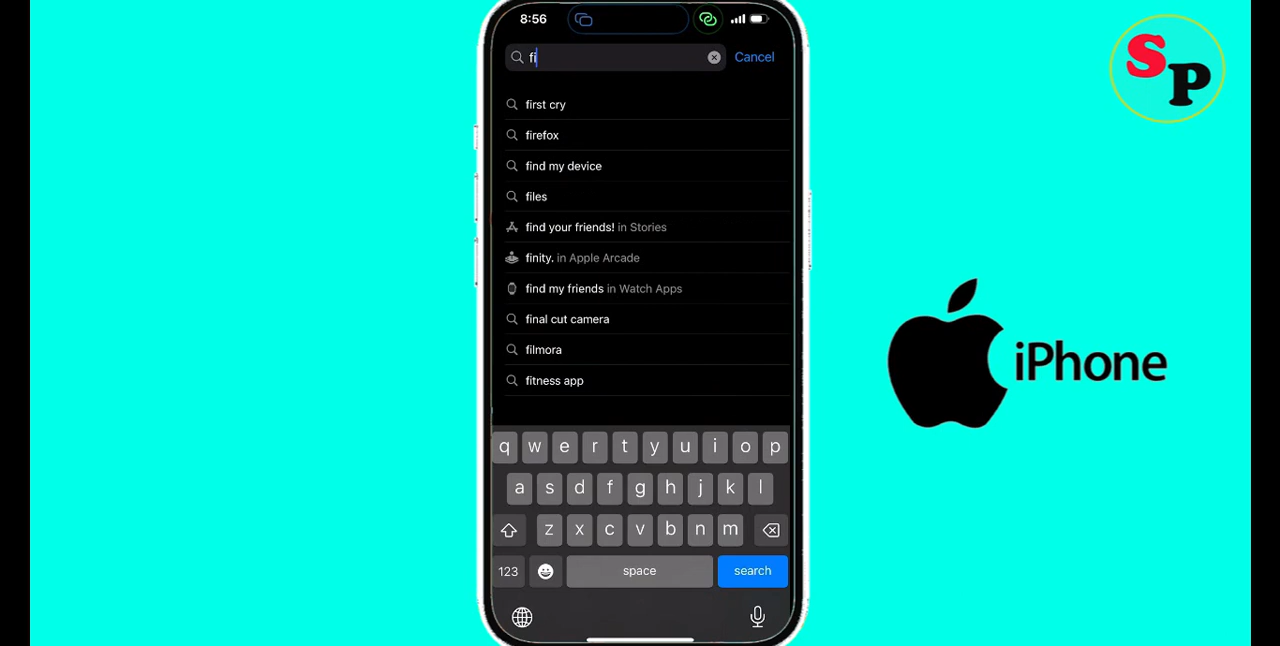 8:56
SP
fi
Cancel
first cry
firefox
find my device
files
find your friends! in Stories
finity. in Apple Arcade
find my friends in Watch Apps
final cut camera
filmora
fitness app
iPhone
q w e r t y u i o p
a s d f g h j k l
z x c v b n m
123
space
search